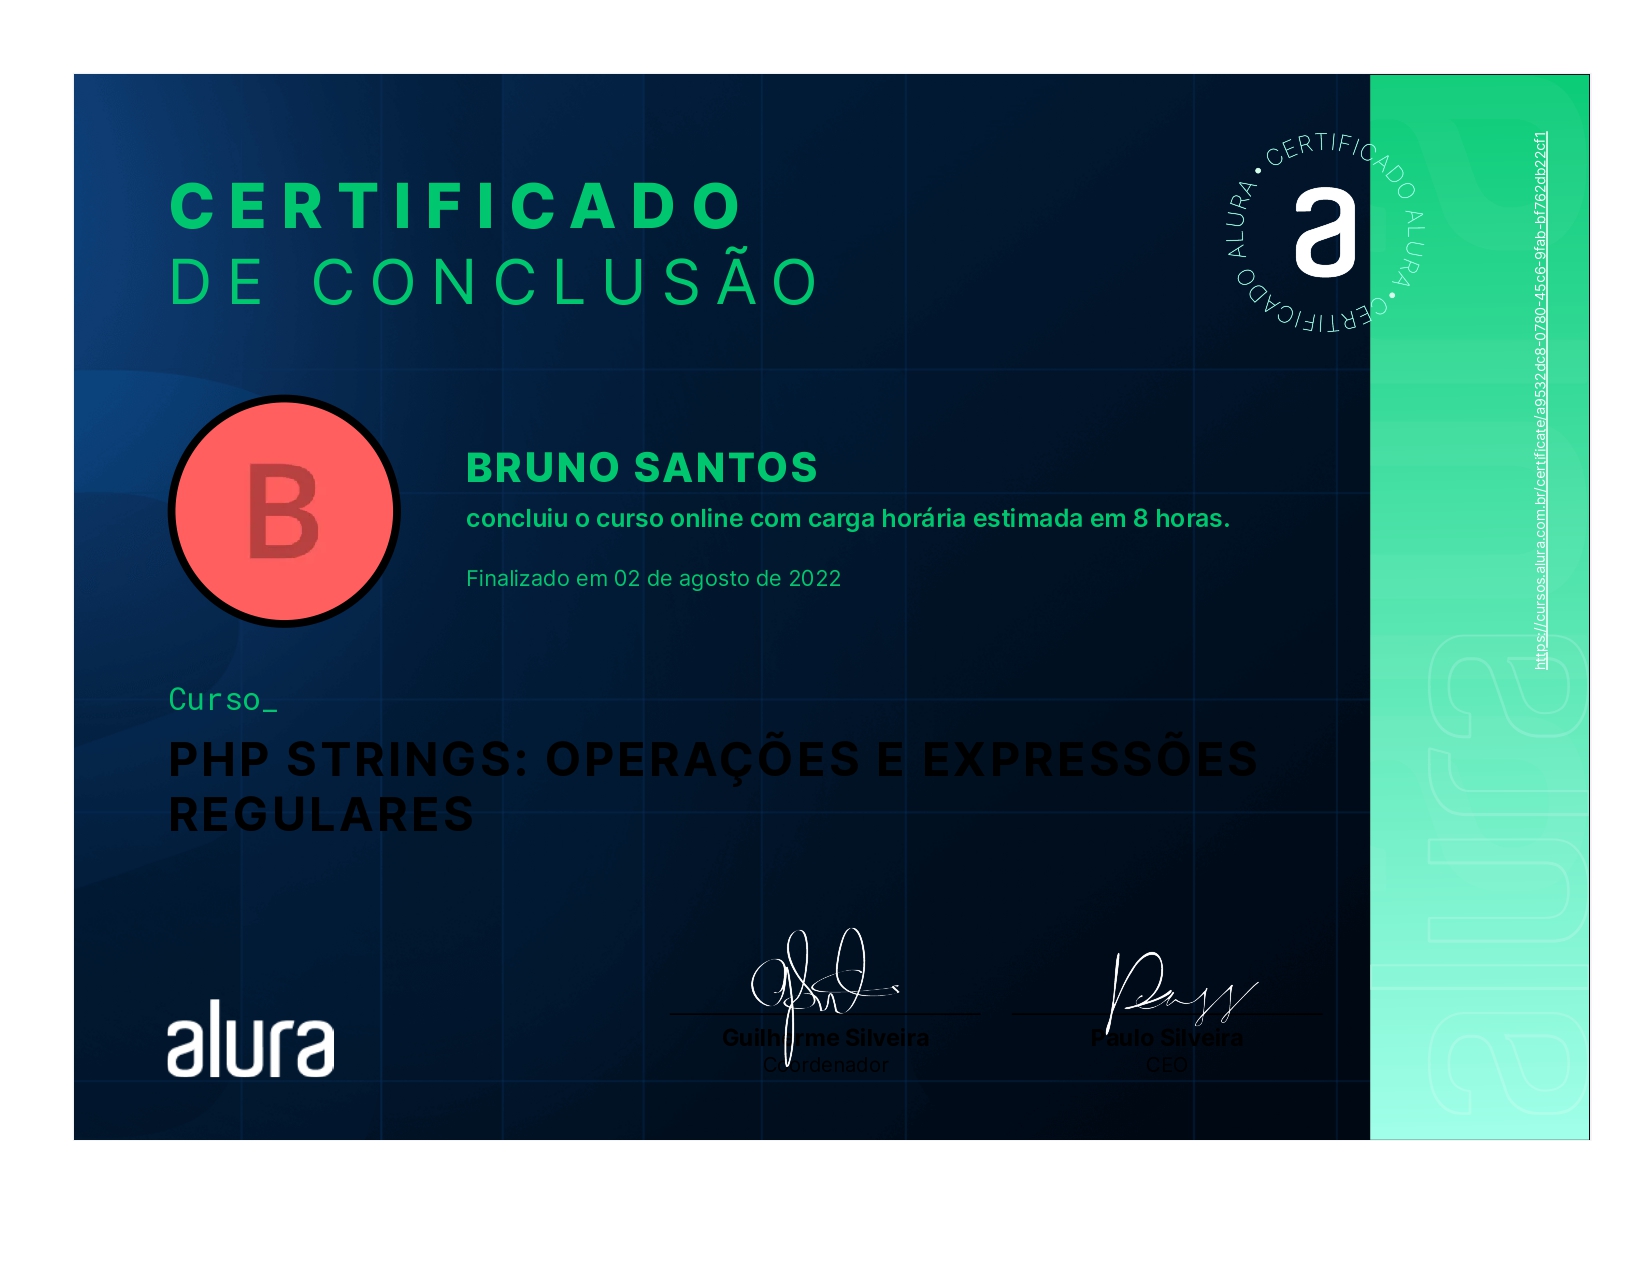 CERTIFICADO
DE CONCLUSÃO
CERTIFICADO ALURA • CERTIFICADO ALURA •
a
B
BRUNO SANTOS
concluiu o curso online com carga horária estimada em 8 horas.
Finalizado em 02 de agosto de 2022
Curso_
PHP STRINGS: OPERAÇÕES E EXPRESSÕES
REGULARES
alura
Guilherme Silveira
Coordenador
Paulo Silveira
CEO
https://cursos.alura.com.br/certificate/a9532dc8-0780-45c6-9fab-bf762db22cf1
alura